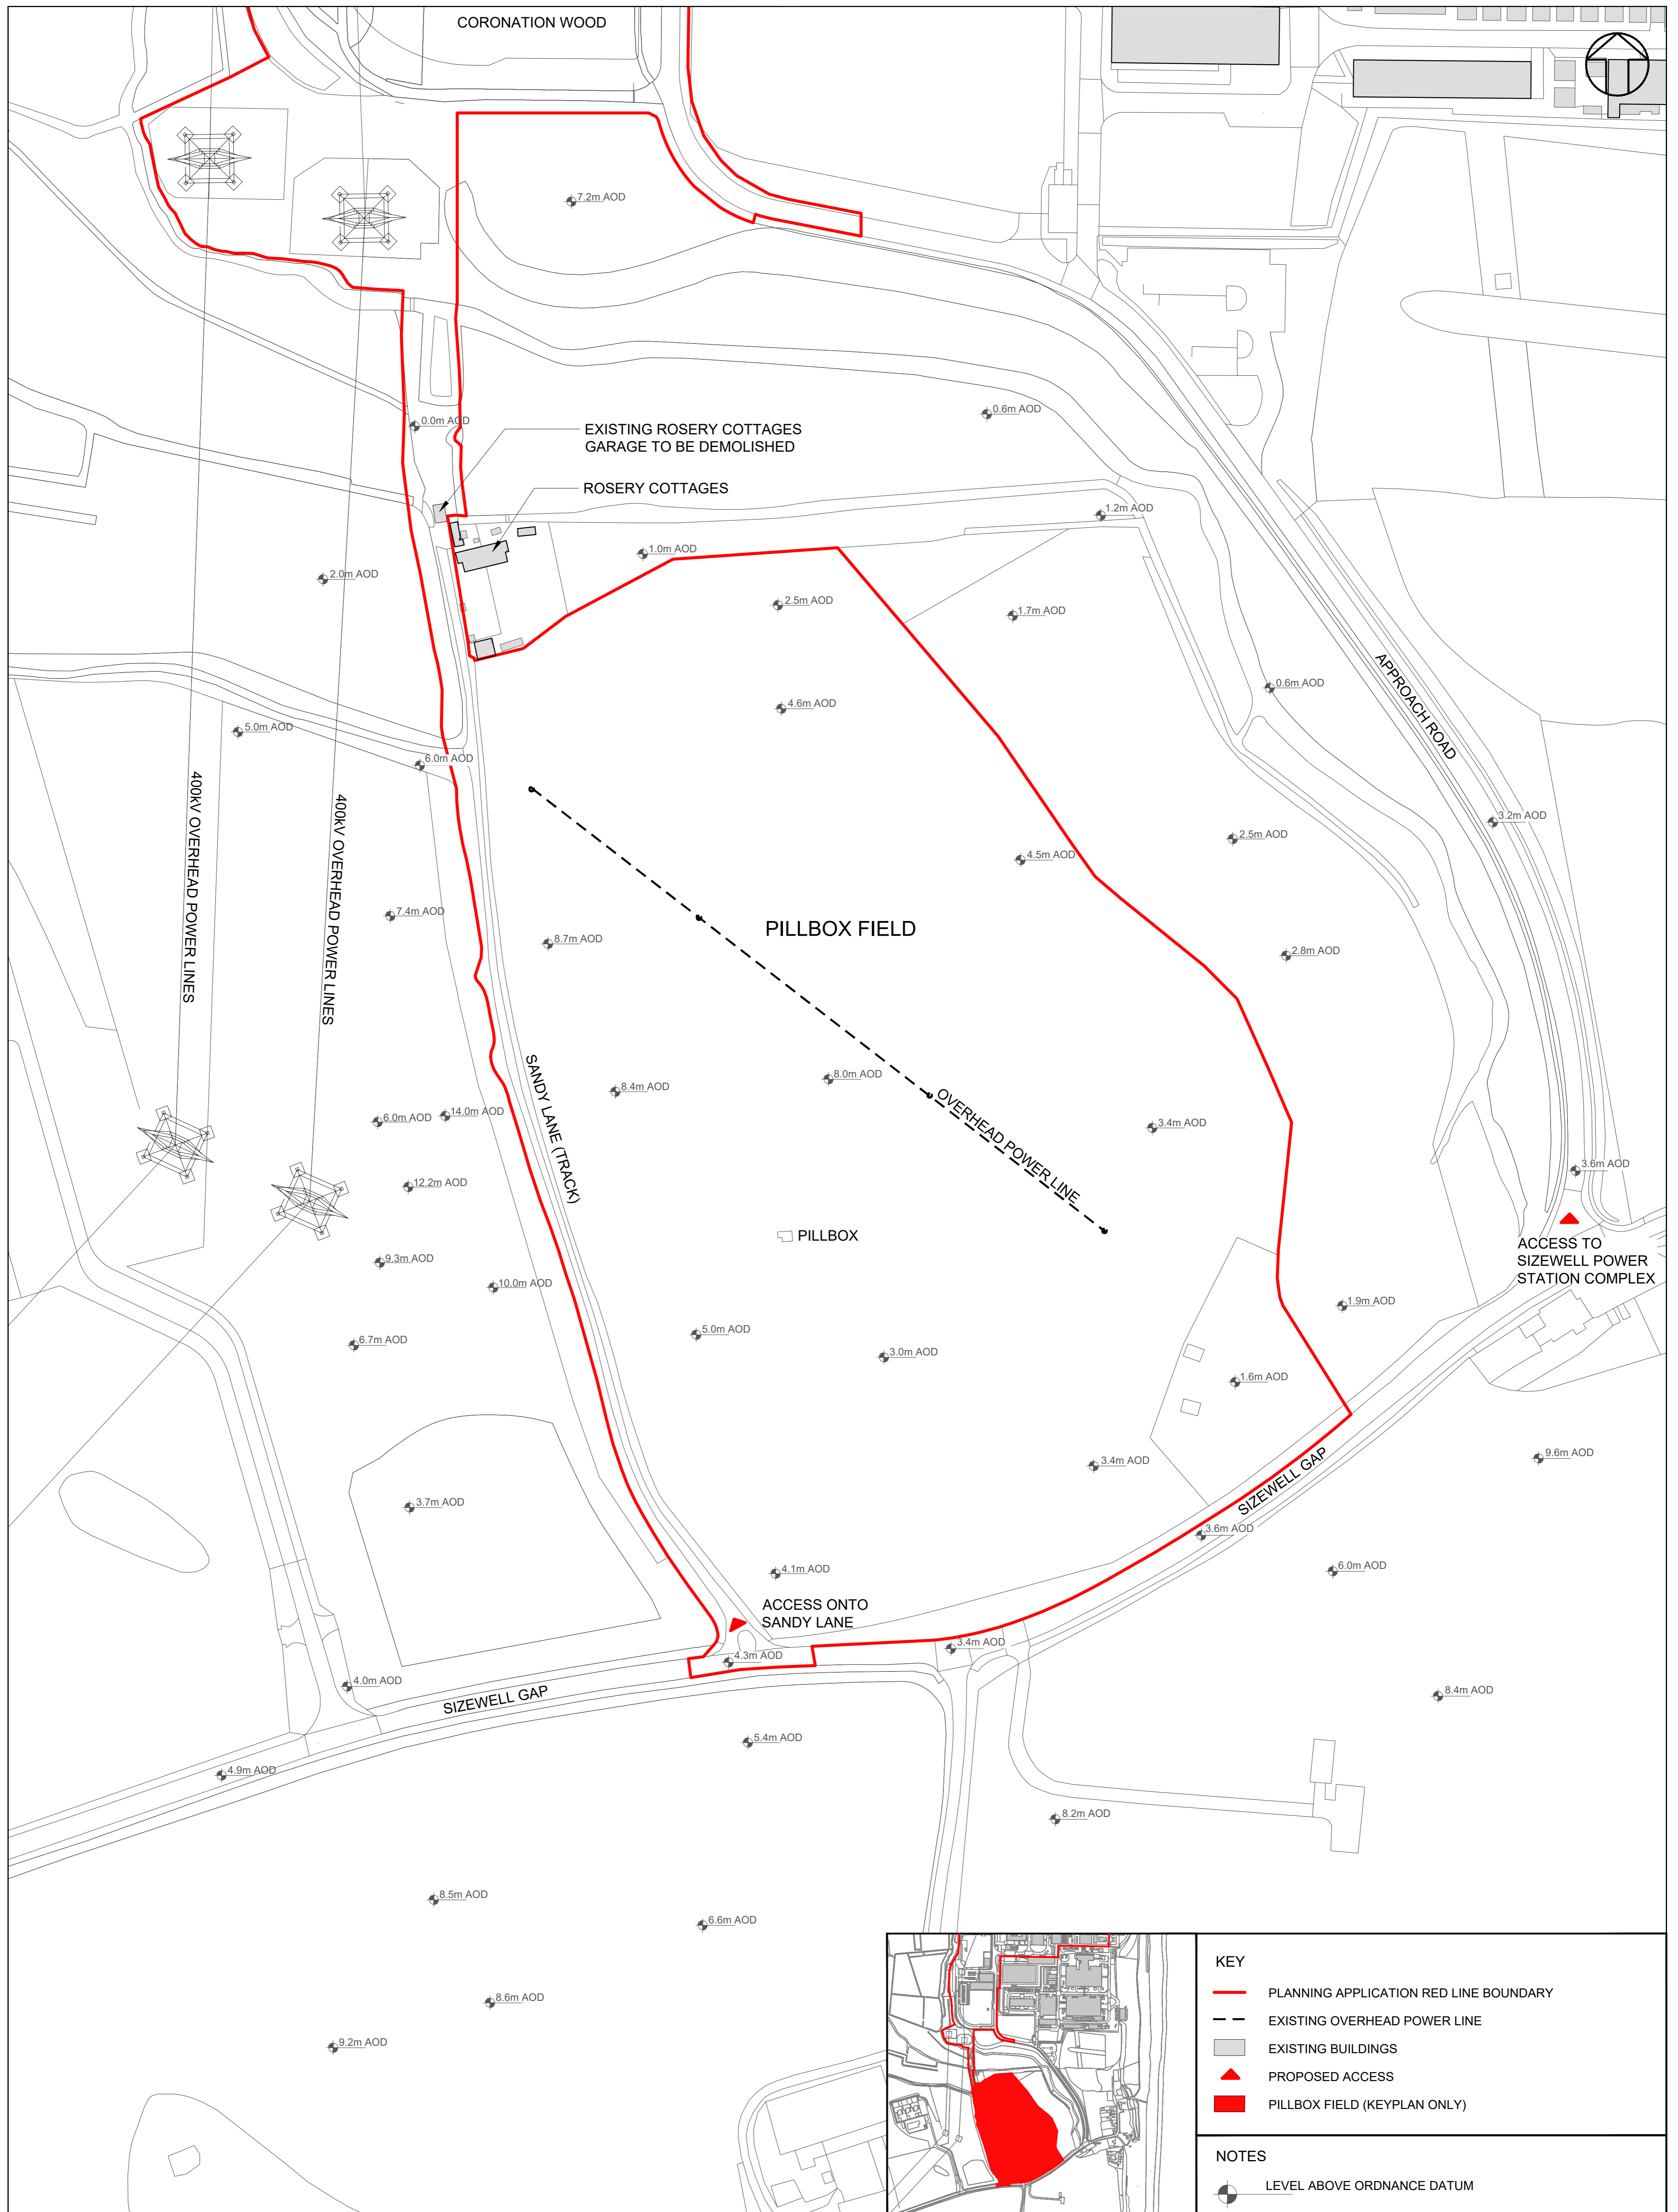 CORONATION WOOD
7.2m AOD
0.0m AOD
0.6m AOD
EXISTING ROSERY COTTAGES
GARAGE TO BE DEMOLISHED
ROSERY COTTAGES
1.2m AOD
1.0m AOD
2.0m AOD
2.5m AOD
1.7m AOD
APPROACH ROAD
0.6m AOD
4.6m AOD
5.0m AOD
6.0m AOD
400kV OVERHEAD POWER LINES
400kV OVERHEAD POWER LINES
3.2m AOD
2.5m AOD
4.5m AOD
7.4m AOD
PILLBOX FIELD
8.7m AOD
2.8m AOD
SANDY LANE (TRACK)
8.0m AOD
8.4m AOD
OVERHEAD POWER LINE
6.0m AOD
14.0m AOD
3.4m AOD
3.6m AOD
12.2m AOD
PILLBOX
ACCESS TO
SIZEWELL POWER
STATION COMPLEX
9.3m AOD
10.0m AOD
1.9m AOD
5.0m AOD
6.7m AOD
3.0m AOD
1.6m AOD
9.6m AOD
3.4m AOD
SIZEWELL GAP
3.7m AOD
3.6m AOD
4.1m AOD
6.0m AOD
ACCESS ONTO
SANDY LANE
3.4m AOD
4.3m AOD
4.0m AOD
SIZEWELL GAP
8.4m AOD
5.4m AOD
4.9m AOD
8.2m AOD
8.5m AOD
6.6m AOD
8.6m AOD
9.2m AOD
KEY
PLANNING APPLICATION RED LINE BOUNDARY
EXISTING OVERHEAD POWER LINE
EXISTING BUILDINGS
PROPOSED ACCESS
PILLBOX FIELD (KEYPLAN ONLY)
NOTES
LEVEL ABOVE ORDNANCE DATUM